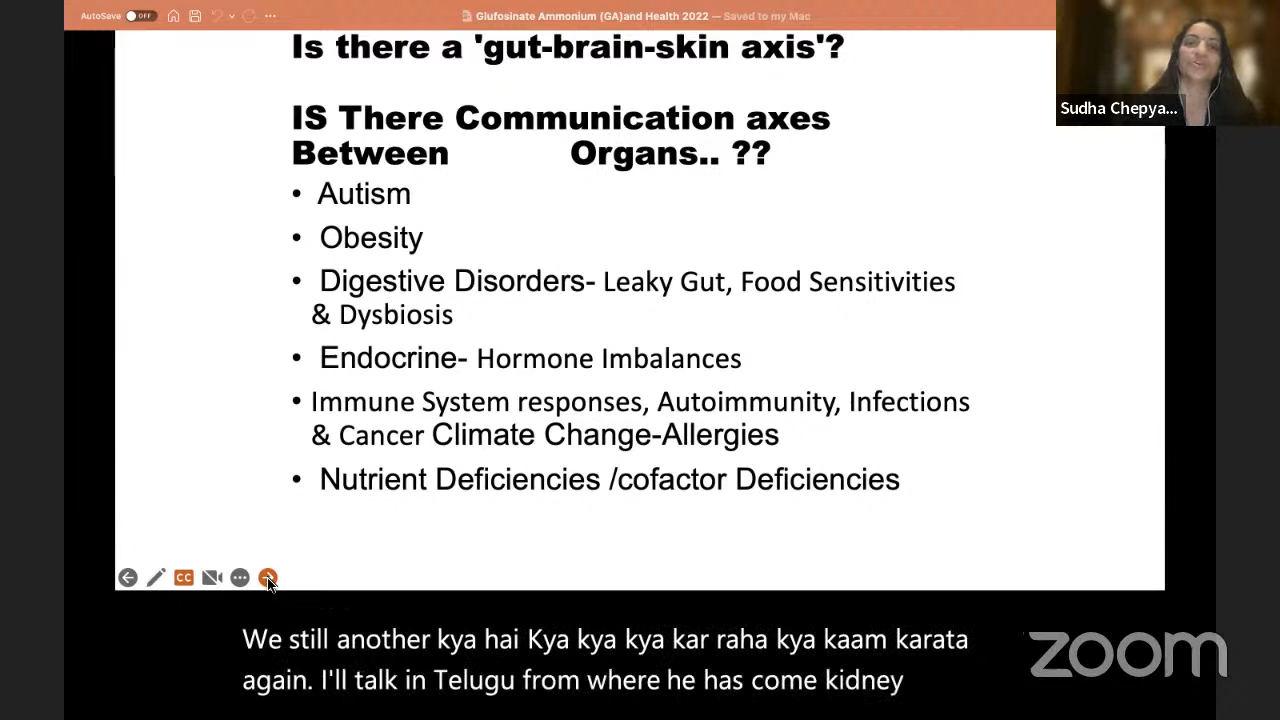 AutoSave OFF
Glufosinate Ammonium (GA)and Health 2022 — Saved to my Mac
Is there a 'gut-brain-skin axis'?
IS There Communication axes
Between Organs.. ??
• Autism
• Obesity
• Digestive Disorders- Leaky Gut, Food Sensitivities
& Dysbiosis
• Endocrine- Hormone Imbalances
• Immune System responses, Autoimmunity, Infections
& Cancer Climate Change-Allergies
• Nutrient Deficiencies /cofactor Deficiencies
Sudha Chepya...
CC
We still another kya hai Kya kya kya kar raha kya kaam karata
again. I'll talk in Telugu from where he has come kidney
zoom